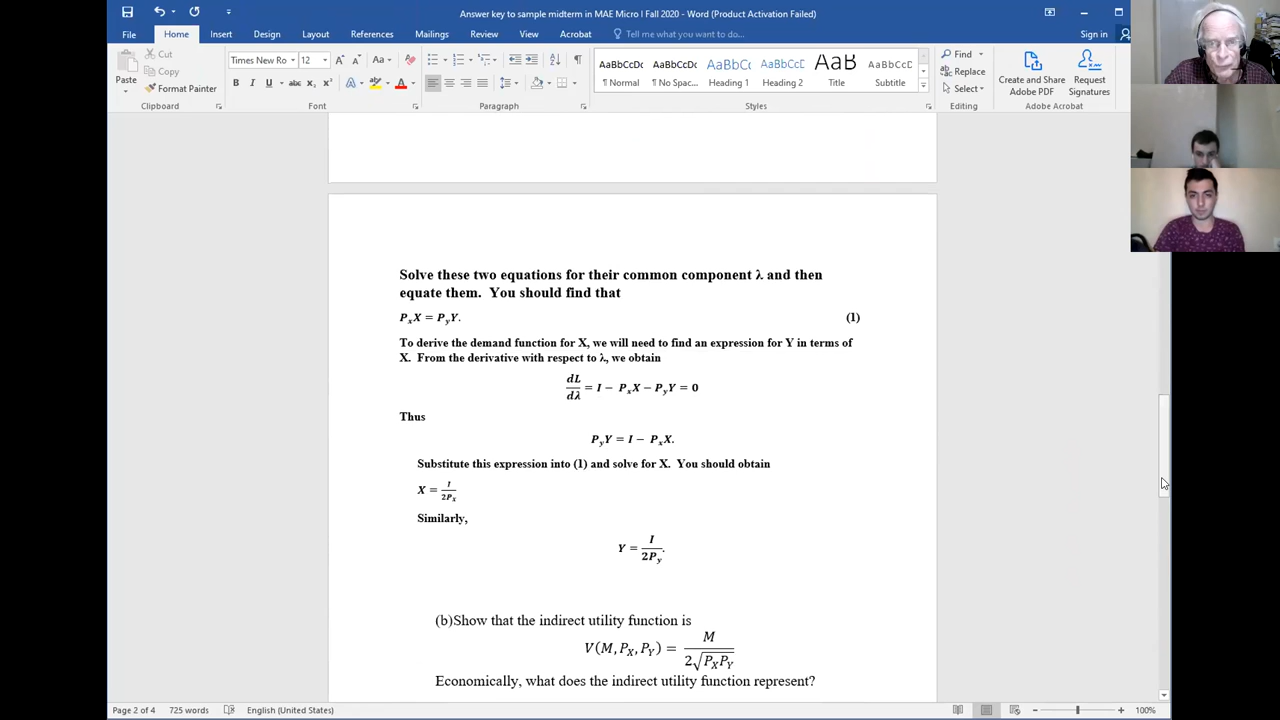 Answer key to sample midterm in MAE Micro I Fall 2020 - Word (Product Activation Failed)
File Home Insert Design Layout References Mailings Review View Acrobat Tell me what you want to do... Sign in
Cut
Copy
Format Painter
Paste
Clipboard
Times New Ro 12
Font
Paragraph
AaBbCcDc AaBbCcDc AaBbCc AaBbCcC AaB AaBbCcD
¶ Normal ¶ No Spac... Heading 1 Heading 2 Title Subtitle
Styles
Find
Replace
Select
Editing
Create and Share Adobe PDF
Request Signatures
Adobe Acrobat
Solve these two equations for their common component λ and then
equate them. You should find that
PₓX = P_yY. (1)
To derive the demand function for X, we will need to find an expression for Y in terms of
X. From the derivative with respect to λ, we obtain
dL/dλ = I − PₓX − P_yY = 0
Thus
P_yY = I − PₓX.
Substitute this expression into (1) and solve for X. You should obtain
X = I/2Pₓ
Similarly,
Y = I/2P_y.
(b)Show that the indirect utility function is
V(M, P_X, P_Y) = M/2√P_XP_Y
Economically, what does the indirect utility function represent?
Page 2 of 4 725 words English (United States) 100%